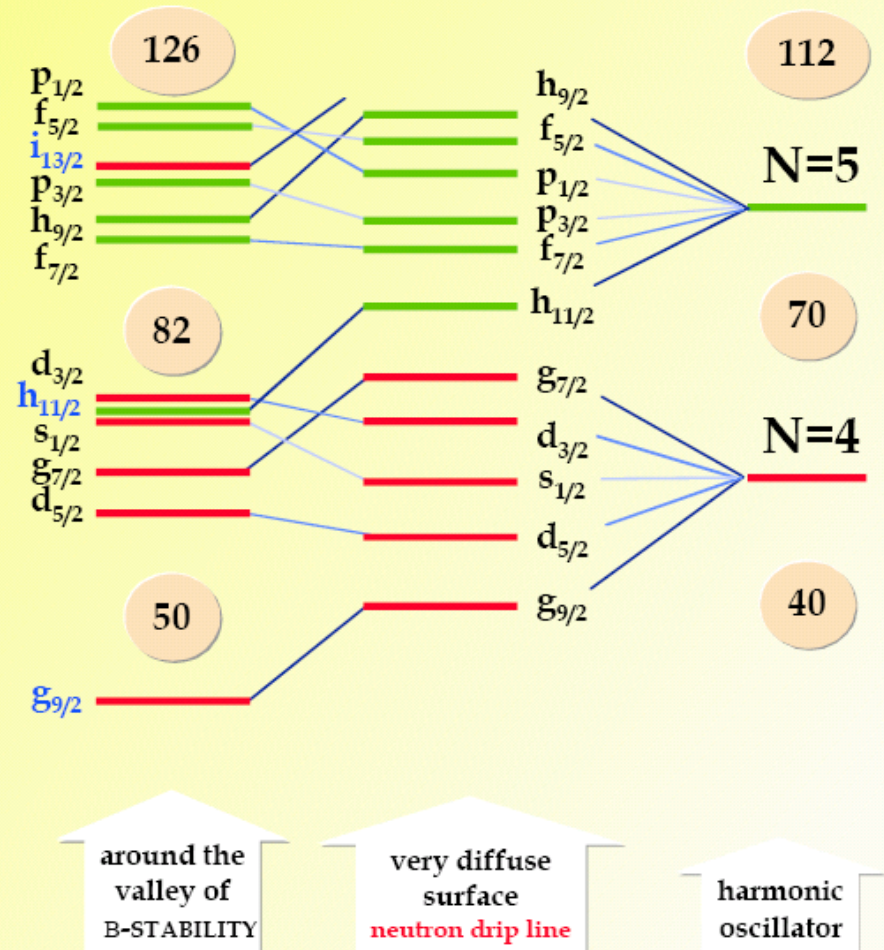 126
p1/2
f5/2
i13/2
p3/2
h9/2
f7/2
82
d3/2
h11/2
s1/2
g7/2
d5/2
50
g9/2
h9/2
f5/2
p1/2
p3/2
f7/2
h11/2
g7/2
d3/2
s1/2
d5/2
g9/2
112
N=5
70
N=4
40
around the
valley of
B-STABILITY
very diffuse
surface
neutron drip line
harmonic
oscillator